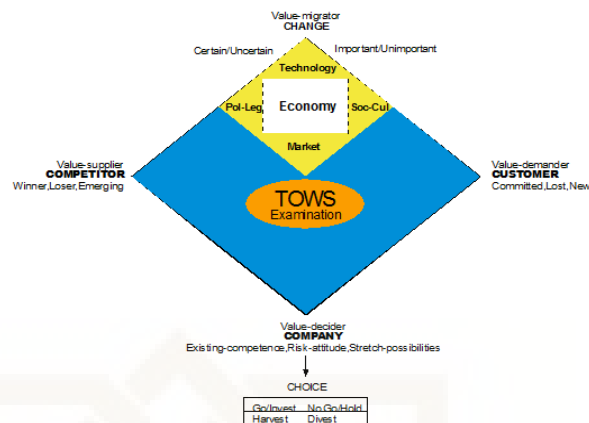 Value-migrator
CHANGE
Certain/Uncertain
Important/Unimportant
Technology
Pol-Leg
Economy
Soc-Cul
Market
Value-supplier
COMPETITOR
Winner,Loser,Emerging
Value-demander
CUSTOMER
Committed,Lost,New
TOWS
Examination
Value-decider
COMPANY
Existing-competence,Risk-attitude,Stretch-possibilities
CHOICE
Go/Invest No Go/Hold
Harvest Divest